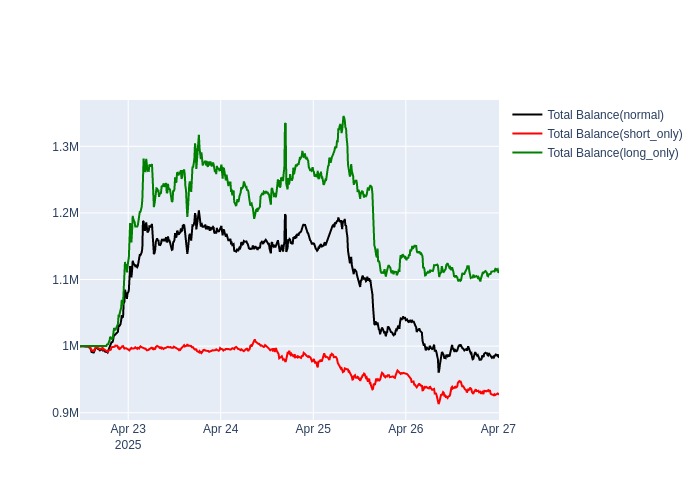 Total Balance(normal)
Total Balance(short_only)
Total Balance(long_only)
1.3M
1.2M
1.1M
1M
0.9M
Apr 23
2025
Apr 24
Apr 25
Apr 26
Apr 27